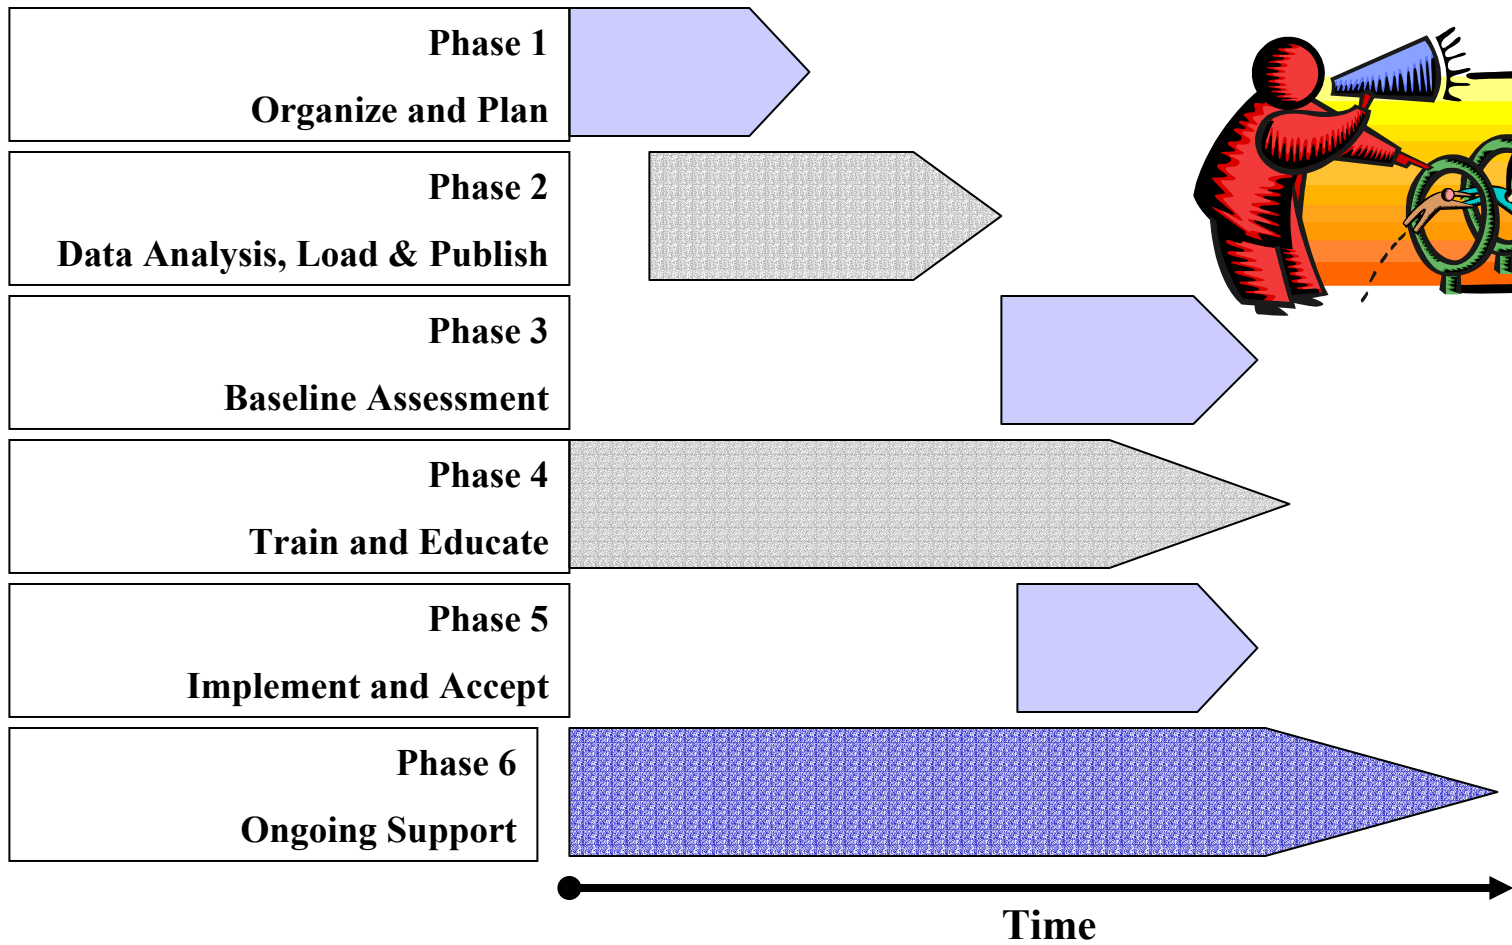 Phase 1
Organize and Plan
Phase 2
Data Analysis, Load & Publish
Phase 3
Baseline Assessment
Phase 4
Train and Educate
Phase 5
Implement and Accept
Phase 6
Ongoing Support
Time